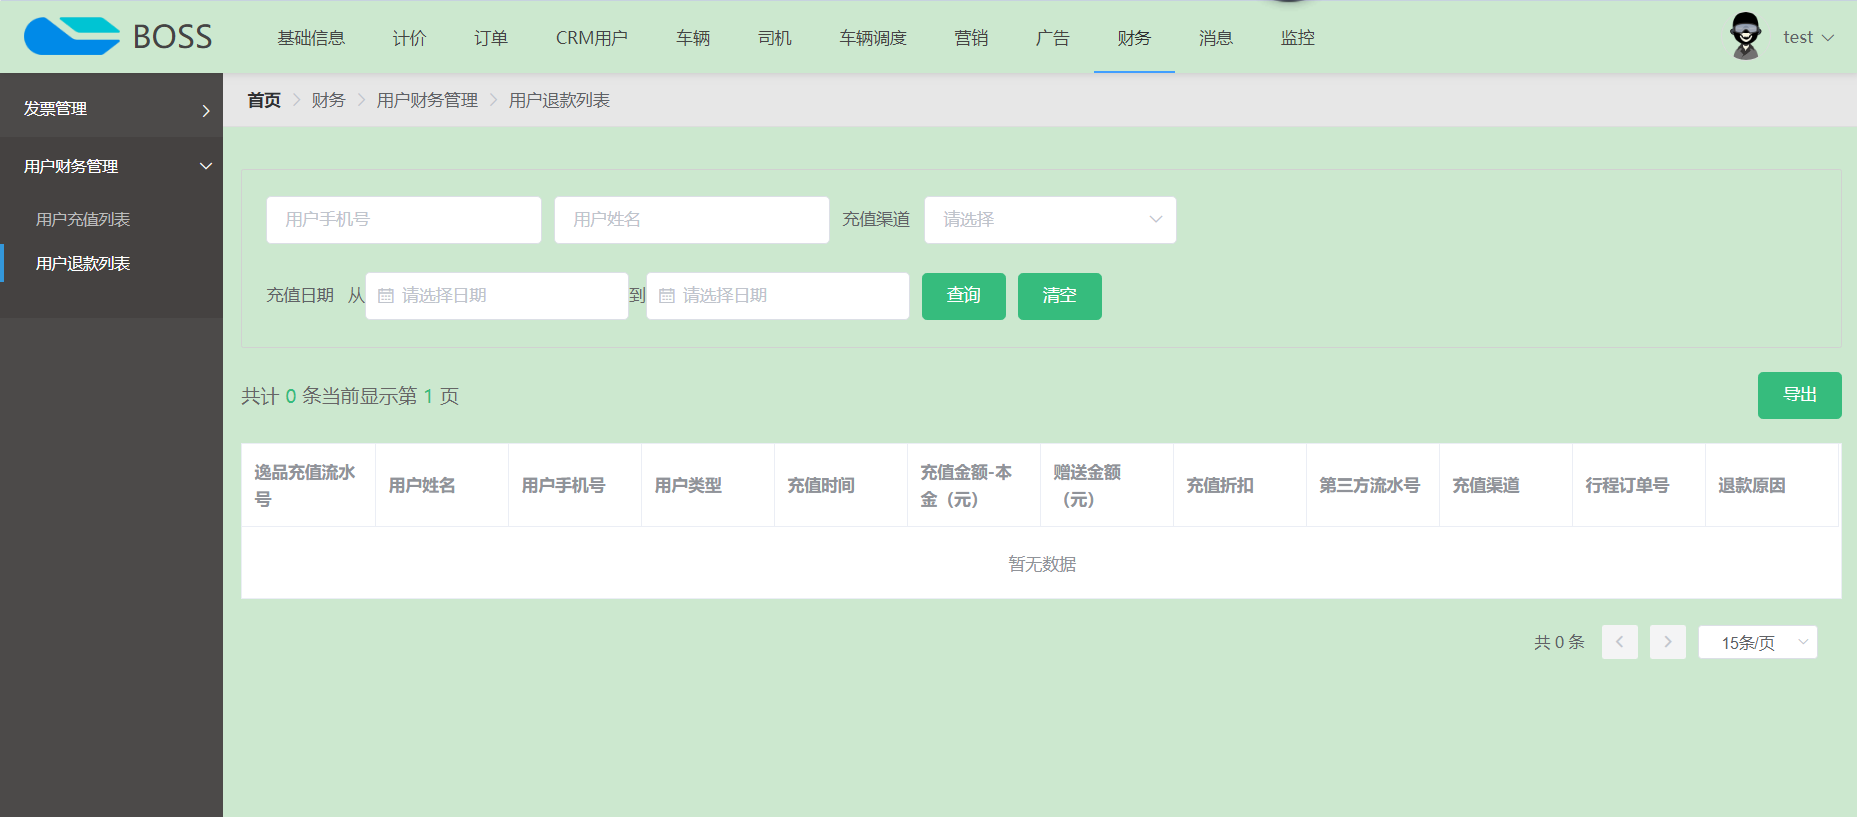 BOSS
基础信息 计价 订单 CRM用户 车辆 司机 车辆调度 营销 广告 财务 消息 监控
test
发票管理
用户财务管理
用户充值列表
用户退款列表
首页 财务 用户财务管理 用户退款列表
用户手机号 用户姓名 充值渠道 请选择
充值日期 从 请选择日期 到 请选择日期 查询 清空
共计 0 条当前显示第 1 页
导出
逸品充值流水号 用户姓名 用户手机号 用户类型 充值时间 充值金额-本金（元） 赠送金额（元） 充值折扣 第三方流水号 充值渠道 行程订单号 退款原因
暂无数据
共 0 条 15条/页